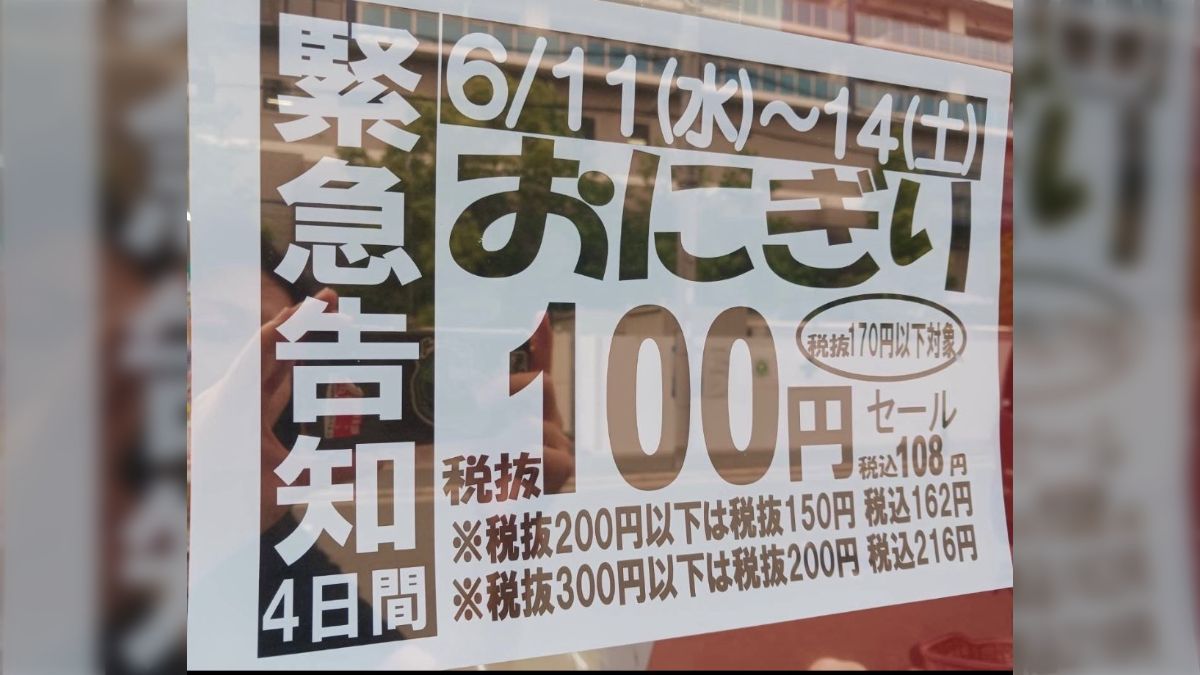 緊急告知
4日間
6/11(水)～14(土)
おにぎり
税抜100円
税抜170円以下対象
セール
税込108円
※税抜200円以下は税抜150円 税込162円
※税抜300円以下は税抜200円 税込216円